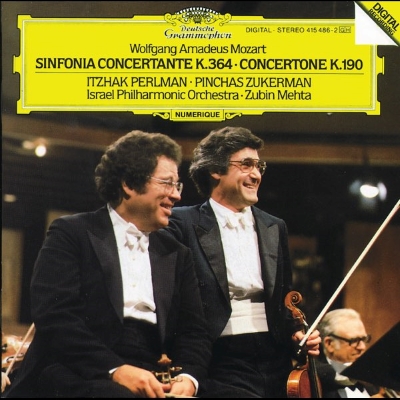 Deutsche
Grammophon
DIGITAL · STEREO 415 486-2
Wolfgang Amadeus Mozart
SINFONIA CONCERTANTE K.364 · CONCERTONE K.190
ITZHAK PERLMAN · PINCHAS ZUKERMAN
Israel Philharmonic Orchestra · Zubin Mehta
NUMERIQUE
DIGITAL
RECORDING